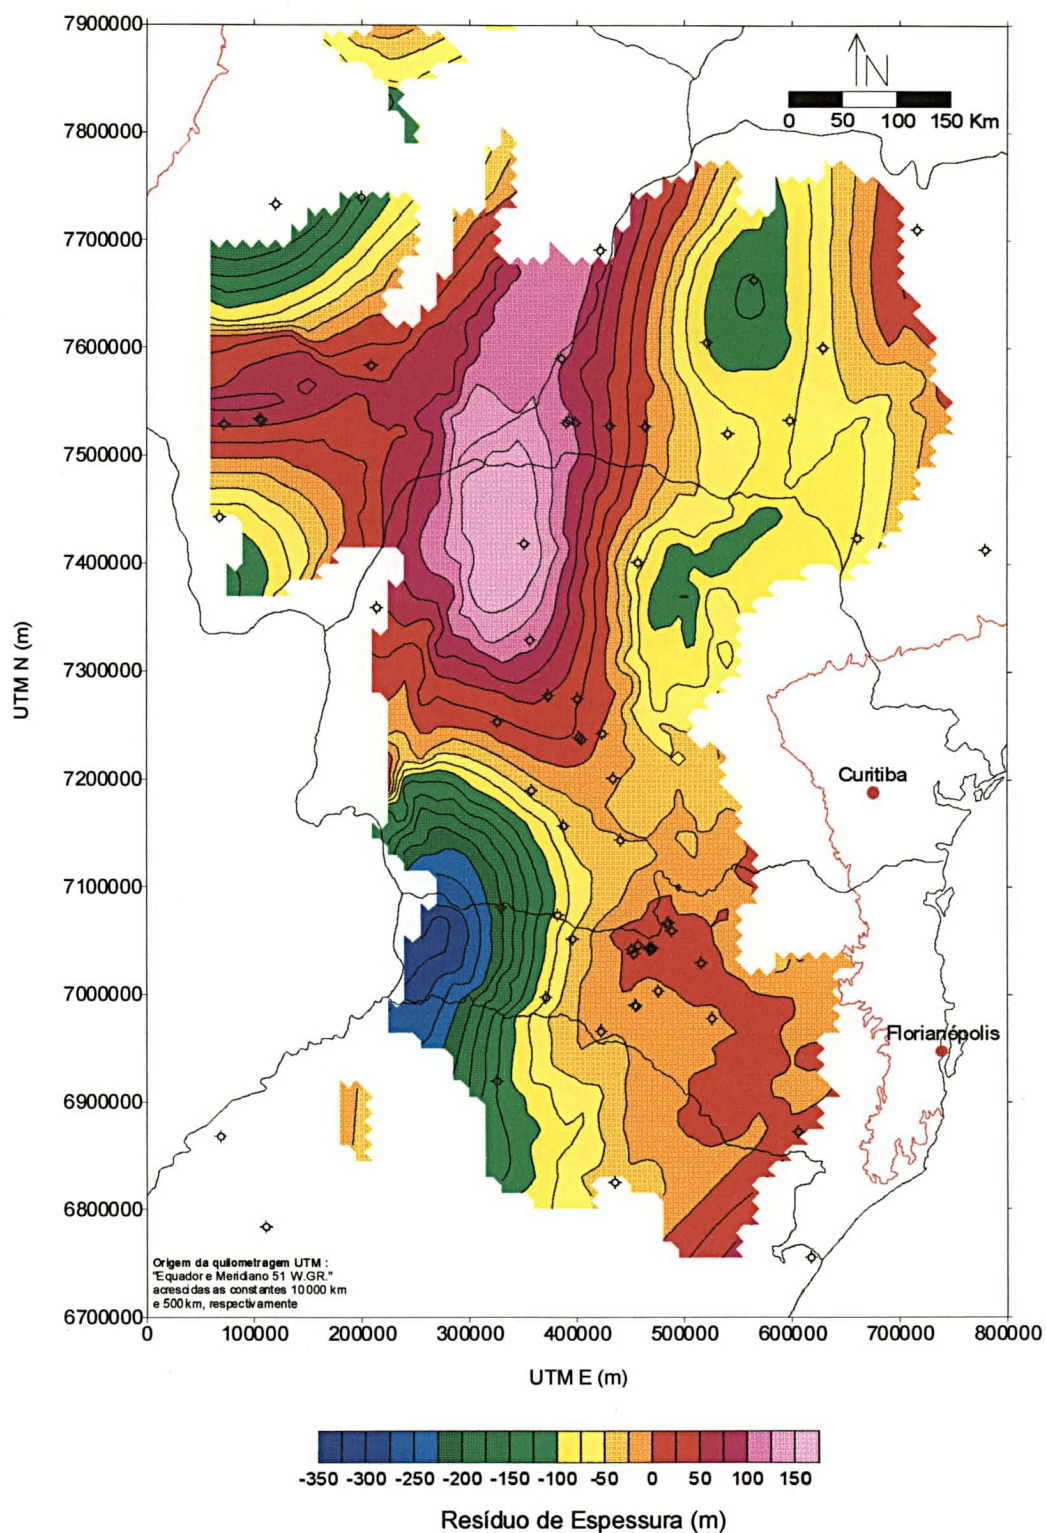 7900000
7800000
7700000
7600000
7500000
7400000
7300000
7200000
7100000
7000000
6900000
6800000
6700000
UTM N (m)
N
0 50 100 150 Km
Curitiba
Florianópolis
Origem da quilometragem UTM :
"Equador e Meridiano 51 W.GR."
acrescidas as constantes 10000 km
e 500km, respectivamente
0 100000 200000 300000 400000 500000 600000 700000 800000
UTM E (m)
-350 -300 -250 -200 -150 -100 -50 0 50 100 150
Resíduo de Espessura (m)